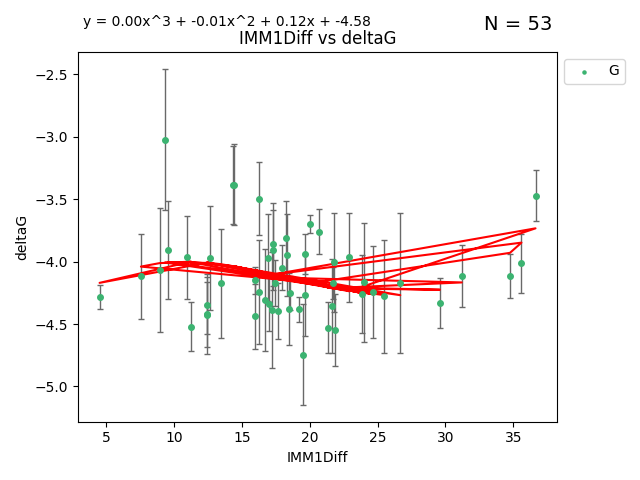 y = 0.00x^3 + -0.01x^2 + 0.12x + -4.58
N = 53
IMM1Diff vs deltaG
G
deltaG
−2.5
−3.0
−3.5
−4.0
−4.5
−5.0
5 10 15 20 25 30 35
IMM1Diff